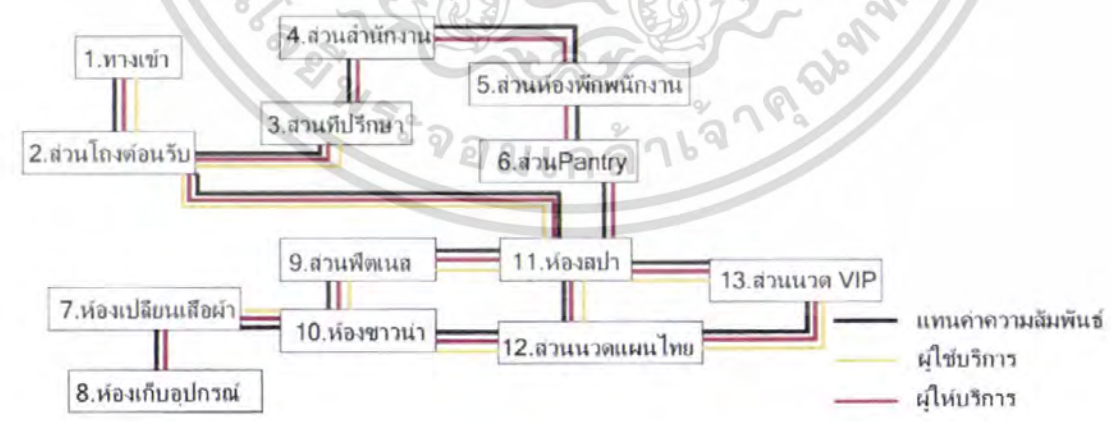 4.ส่วนสำนักงาน
1.ทางเข้า
5.ส่วนห้องพักพนักงาน
3.ส่วนที่ปรึกษา
2.ส่วนโถงต้อนรับ
6.ส่วนPantry
9.ส่วนฟิตเนส
11.ห้องสปา
13.ส่วนนวด VIP
7.ห้องเปลี่ยนเสื้อผ้า
10.ห้องซาวน่า
12.ส่วนนวดแผนไทย
8.ห้องเก็บอุปกรณ์
แทนค่าความสัมพันธ์
ผู้ใช้บริการ
ผู้ให้บริการ